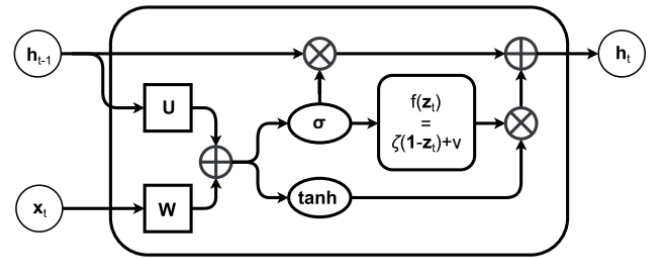 h_{t-1}
h_t
U
σ
f(z_t)
=
ζ(1-z_t)+ν
x_t
W
tanh